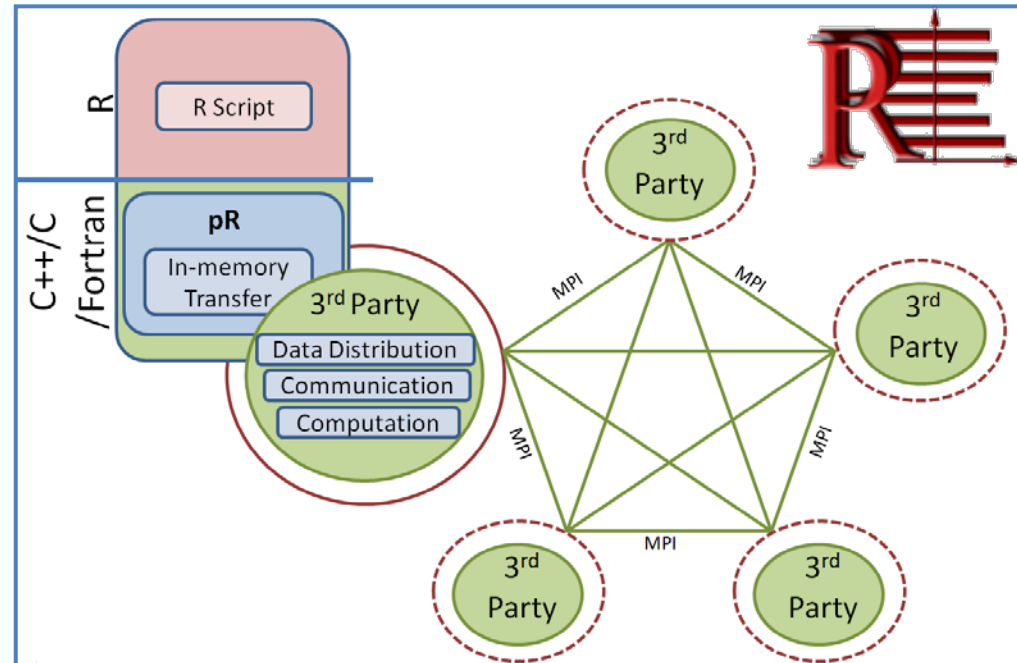 R
R Script
C++/C
/Fortran
pR
In-memory
Transfer
3rd Party
Data Distribution
Communication
Computation
3rd
Party
3rd
Party
3rd
Party
3rd
Party
MPI
MPI
MPI
MPI
MPI
R